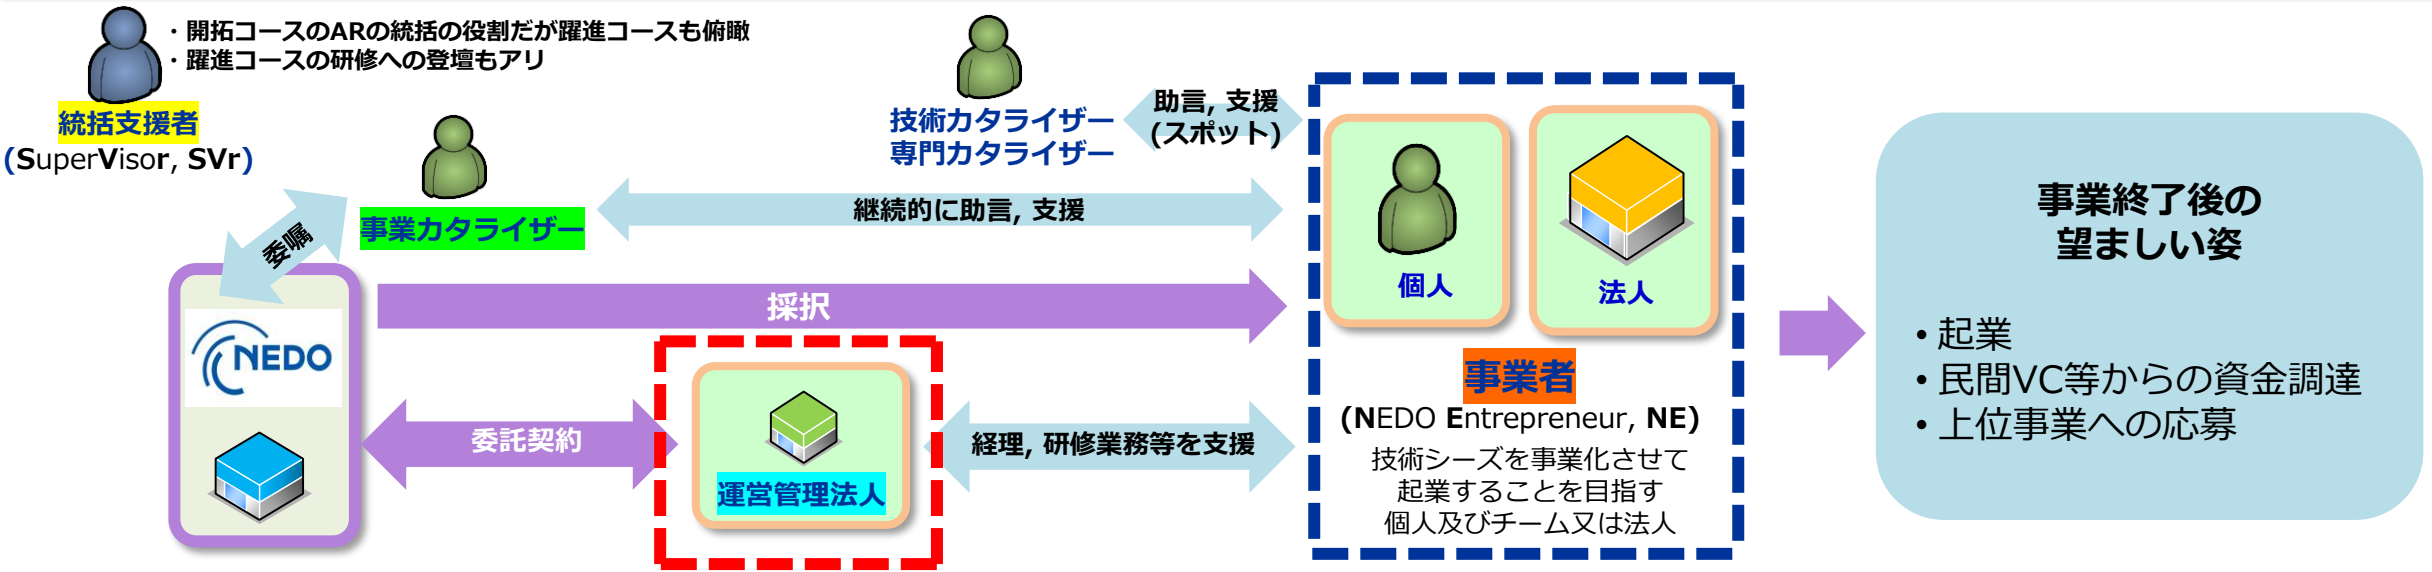 ・開拓コースのARの統括の役割だが躍進コースも俯瞰
・躍進コースの研修への登壇もアリ
統括支援者
(SuperVisor, SVr)
技術カタライザー
専門カタライザー
助言, 支援
(スポット)
事業カタライザー
継続的に助言, 支援
委嘱
NEDO
採択
委託契約
運営管理法人
経理, 研修業務等を支援
個人
法人
事業者
(NEDO Entrepreneur, NE)
技術シーズを事業化させて
起業することを目指す
個人及びチーム又は法人
事業終了後の
望ましい姿
• 起業
• 民間VC等からの資金調達
• 上位事業への応募